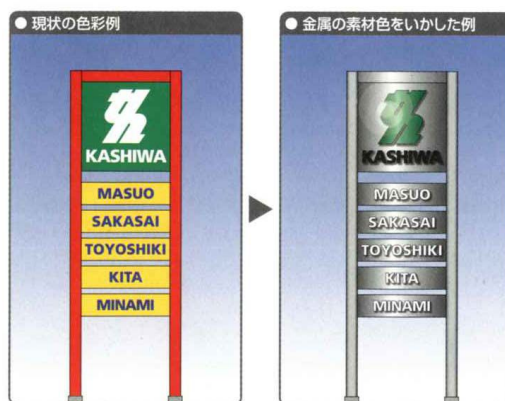 ● 現状の色彩例
KASHIWA
MASUO
SAKASAI
TOYOSHIKI
KITA
MINAMI
● 金属の素材色をいかした例
KASHIWA
MASUO
SAKASAI
TOYOSHIKI
KITA
MINAMI